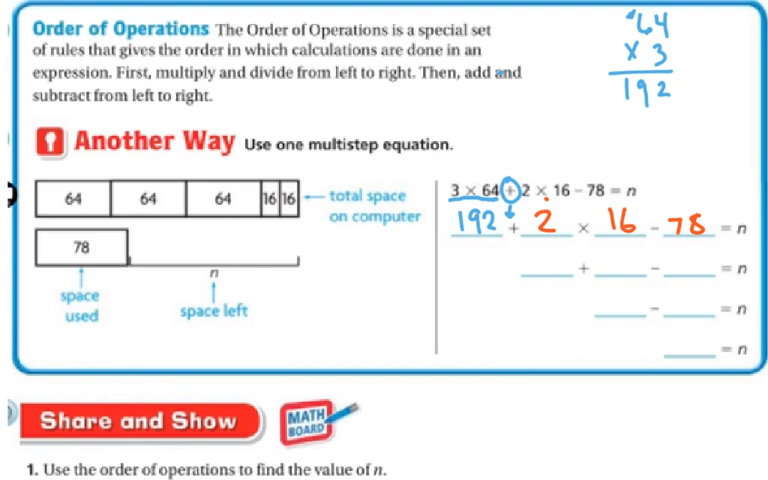 Order of Operations The Order of Operations is a special set
of rules that gives the order in which calculations are done in an
expression. First, multiply and divide from left to right. Then, add and
subtract from left to right.
64
× 3
192
Another Way Use one multistep equation.
64 64 64 16 16
total space
on computer
78
n
space
used
space left
3 × 64 + 2 × 16 – 78 = n
192 + 2 × 16 – 78 = n
+ – = n
– = n
= n
Share and Show
MATH
BOARD
1. Use the order of operations to find the value of n.